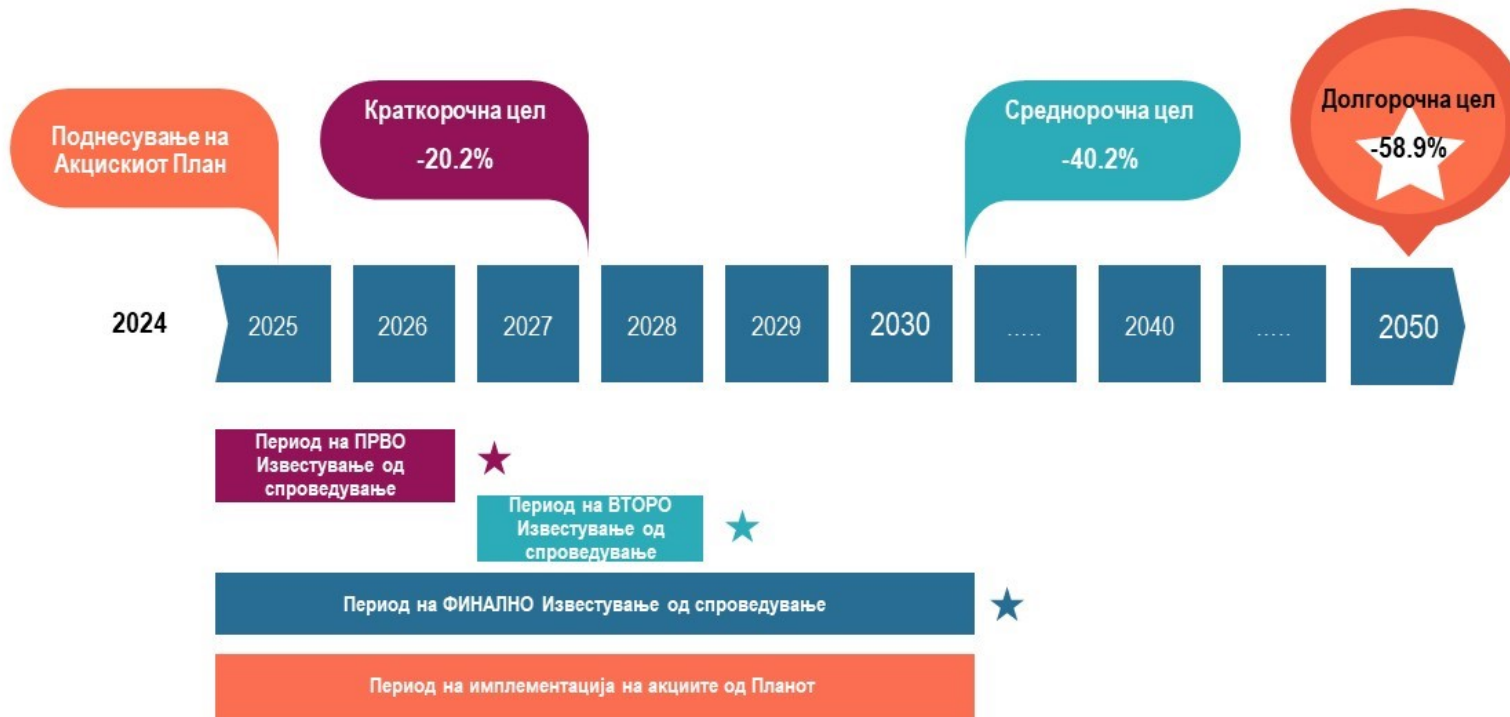 Поднесување на
Акцискиот План
Краткорочна цел
-20.2%
Среднорочна цел
-40.2%
Долгорочна цел
-58.9%
2024
2025
2026
2027
2028
2029
2030
.....
2040
.....
2050
Период на ПРВО
Известување од
спроведување
Период на ВТОРО
Известување од
спроведување
Период на ФИНАЛНО Известување од спроведување
Период на имплементација на акциите од Планот